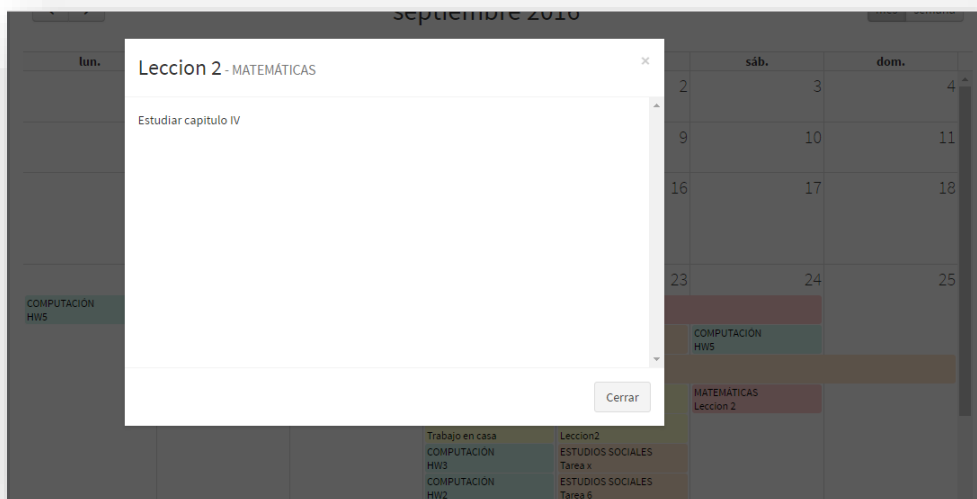 septiembre 2016
mes semana
lun.
sáb.
dom.
Leccion 2 - MATEMÁTICAS
×
Estudiar capitulo IV
Cerrar
2
3
4
9
10
11
16
17
18
23
24
25
COMPUTACIÓN
HW5
COMPUTACIÓN
HW5
MATEMÁTICAS
Leccion 2
Trabajo en casa
Leccion2
COMPUTACIÓN
HW3
ESTUDIOS SOCIALES
Tarea x
COMPUTACIÓN
HW2
ESTUDIOS SOCIALES
Tarea 6